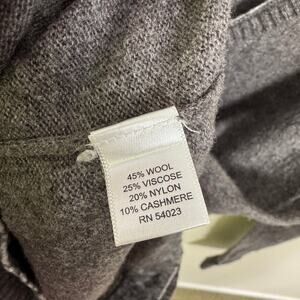 45% WOOL
25% VISCOSE
20% NYLON
10% CASHMERE
RN 54023